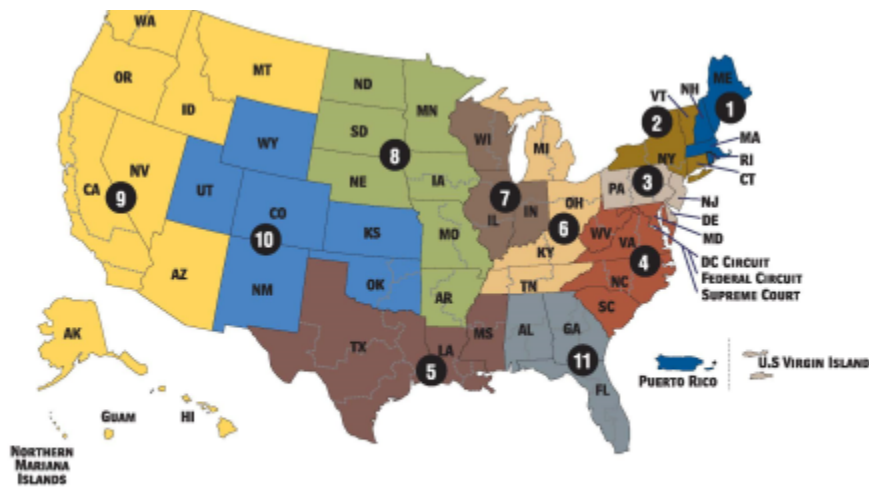 WA
OR
ID
MT
ND
MN
SD
8
NE
IA
WI
MI
7
IL
IN
OH
6
KY
TN
WY
UT
CO
10
KS
NM
OK
MO
AR
CA
NV
9
AZ
TX
LA
5
MS
AL
GA
11
FL
WV
VA
4
NC
SC
PA
3
NY
2
VT
NH
ME
1
MA
RI
CT
NJ
DE
MD
DC CIRCUIT
FEDERAL CIRCUIT
SUPREME COURT
AK
GUAM
HI
NORTHERN
MARIANA
ISLANDS
PUERTO RICO
U.S VIRGIN ISLAND